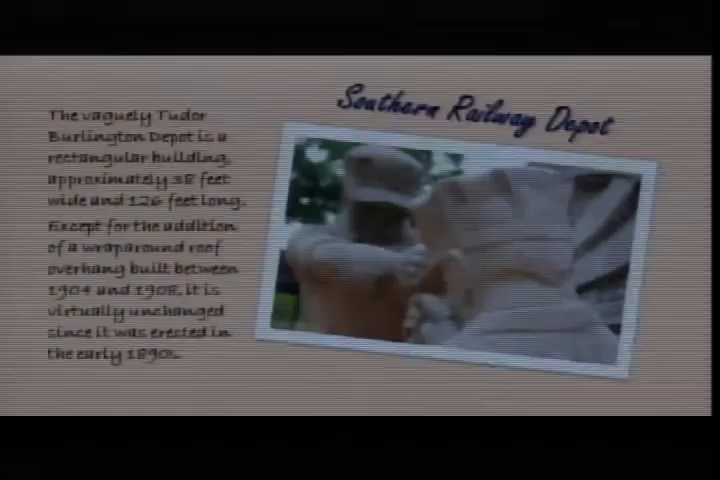 Southern Railway Depot
The vaguely Tudor
Burlington Depot is a
rectangular building,
approximately 38 feet
wide and 126 feet long.
Except for the addition
of a wraparound roof
overhang built between
1904 and 1908, it is
virtually unchanged
since it was erected in
the early 1890s.